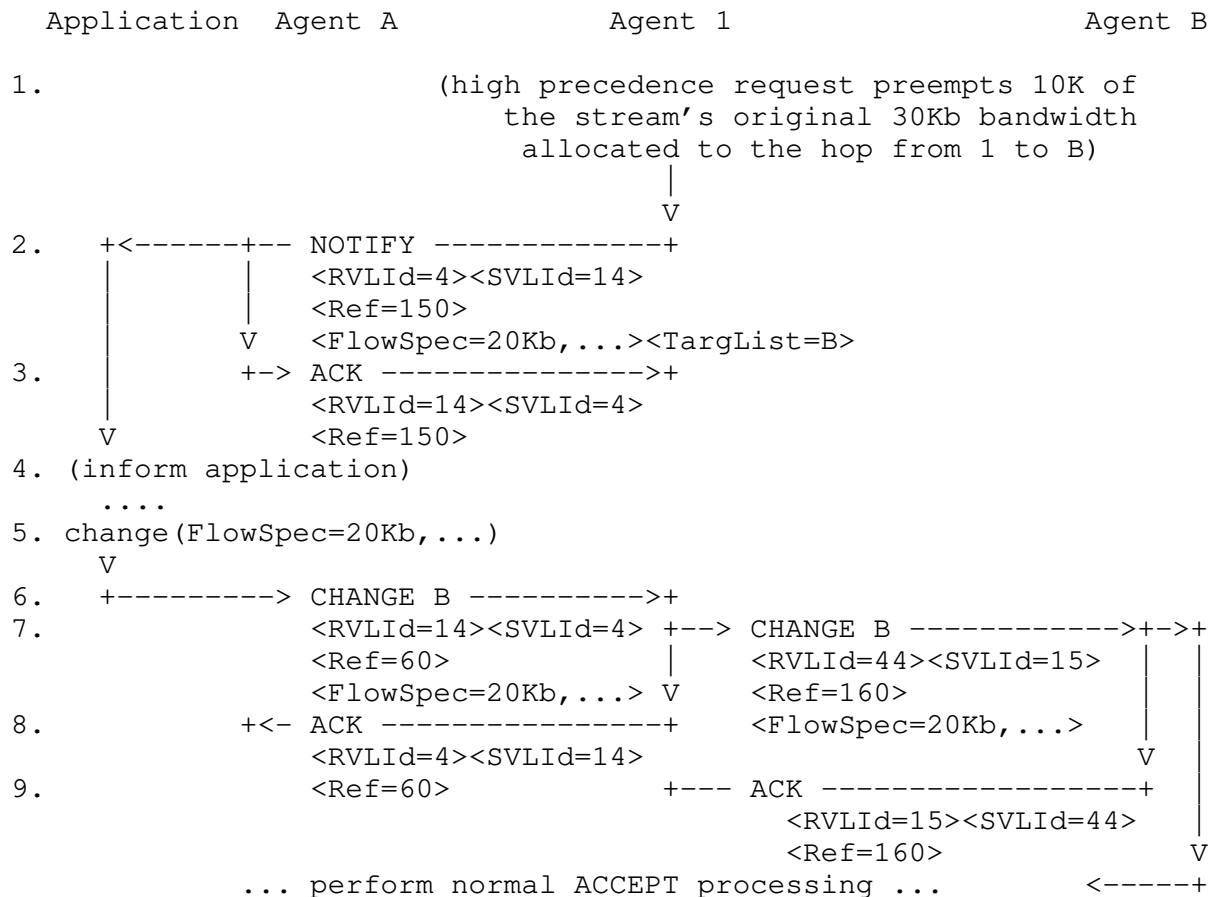 Application  Agent A             Agent 1                     Agent B

1.                         (high precedence request preempts 10K of
                              the stream's original 30Kb bandwidth
                               allocated to the hop from 1 to B)
                                        |
                                        V
2.    +<------+-- NOTIFY -------------+
      |       |   <RVLId=4><SVLId=14>
      |       |   <Ref=150>
      |       V   <FlowSpec=20Kb,...><TargList=B>
3.    |       +-> ACK --------------->+
      |           <RVLId=14><SVLId=4>
      V           <Ref=150>
4. (inform application)
      ....
5. change(FlowSpec=20Kb,...)
      V
6.    +---------> CHANGE B ---------->+
7.                <RVLId=14><SVLId=4> +--> CHANGE B ------------>+->+
                  <Ref=60>            |    <RVLId=44><SVLId=15>  |  |
                  <FlowSpec=20Kb,...> V    <Ref=160>             |  |
8.            +<- ACK ----------------+    <FlowSpec=20Kb,...>   |  |
                  <RVLId=4><SVLId=14>                            V  |
9.                <Ref=60>            +--- ACK ------------------+  |
                                             <RVLId=15><SVLId=44>   |
                                             <Ref=160>              V
              ... perform normal ACCEPT processing ...        <-----+